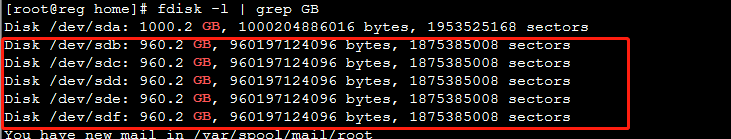 [root@reg home]# fdisk -l | grep GB
Disk /dev/sda: 1000.2 GB, 1000204886016 bytes, 1953525168 sectors
Disk /dev/sdb: 960.2 GB, 960197124096 bytes, 1875385008 sectors
Disk /dev/sdc: 960.2 GB, 960197124096 bytes, 1875385008 sectors
Disk /dev/sdd: 960.2 GB, 960197124096 bytes, 1875385008 sectors
Disk /dev/sde: 960.2 GB, 960197124096 bytes, 1875385008 sectors
Disk /dev/sdf: 960.2 GB, 960197124096 bytes, 1875385008 sectors
You have new mail in /var/spool/mail/root